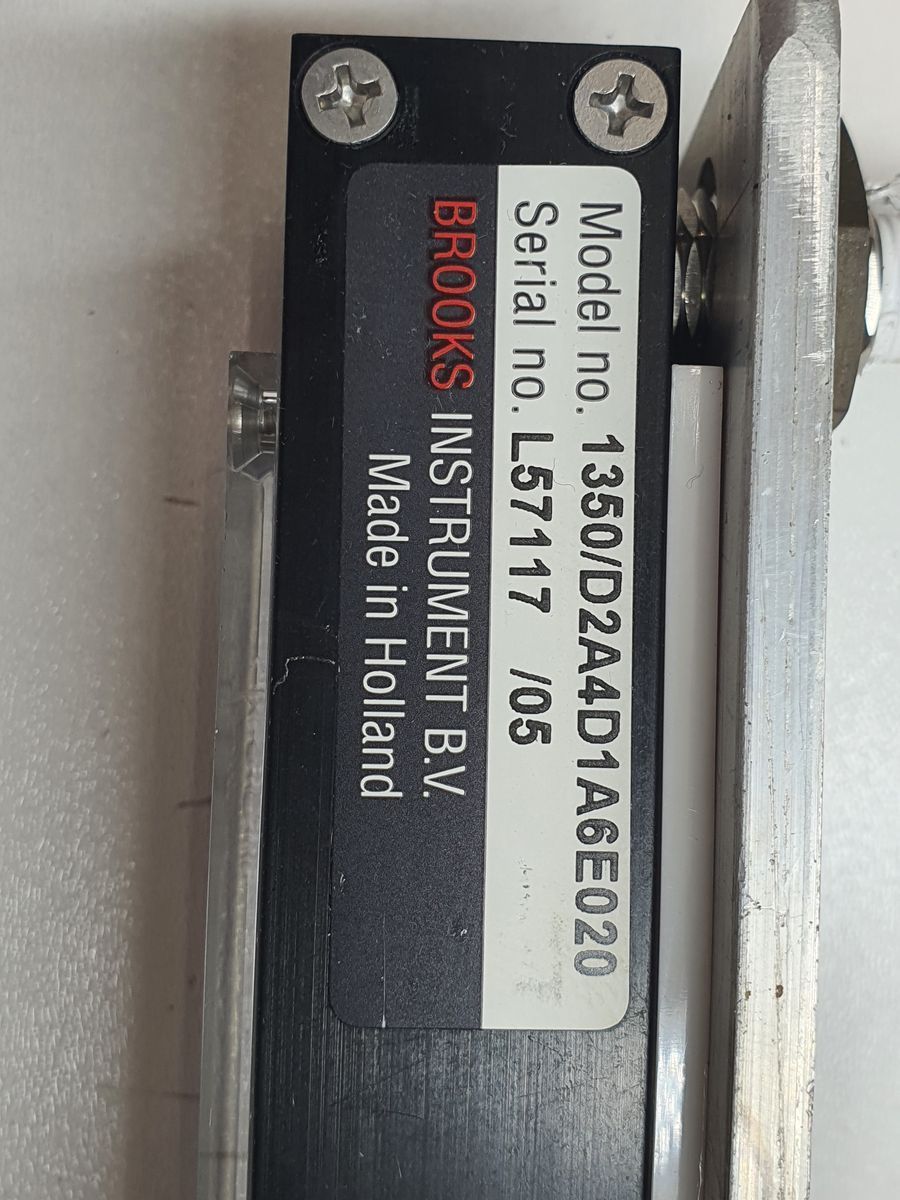 Model no. 1350/D2A4D1A6E020
Serial no. L57117 /05
BROOKS INSTRUMENT B.V.
Made in Holland